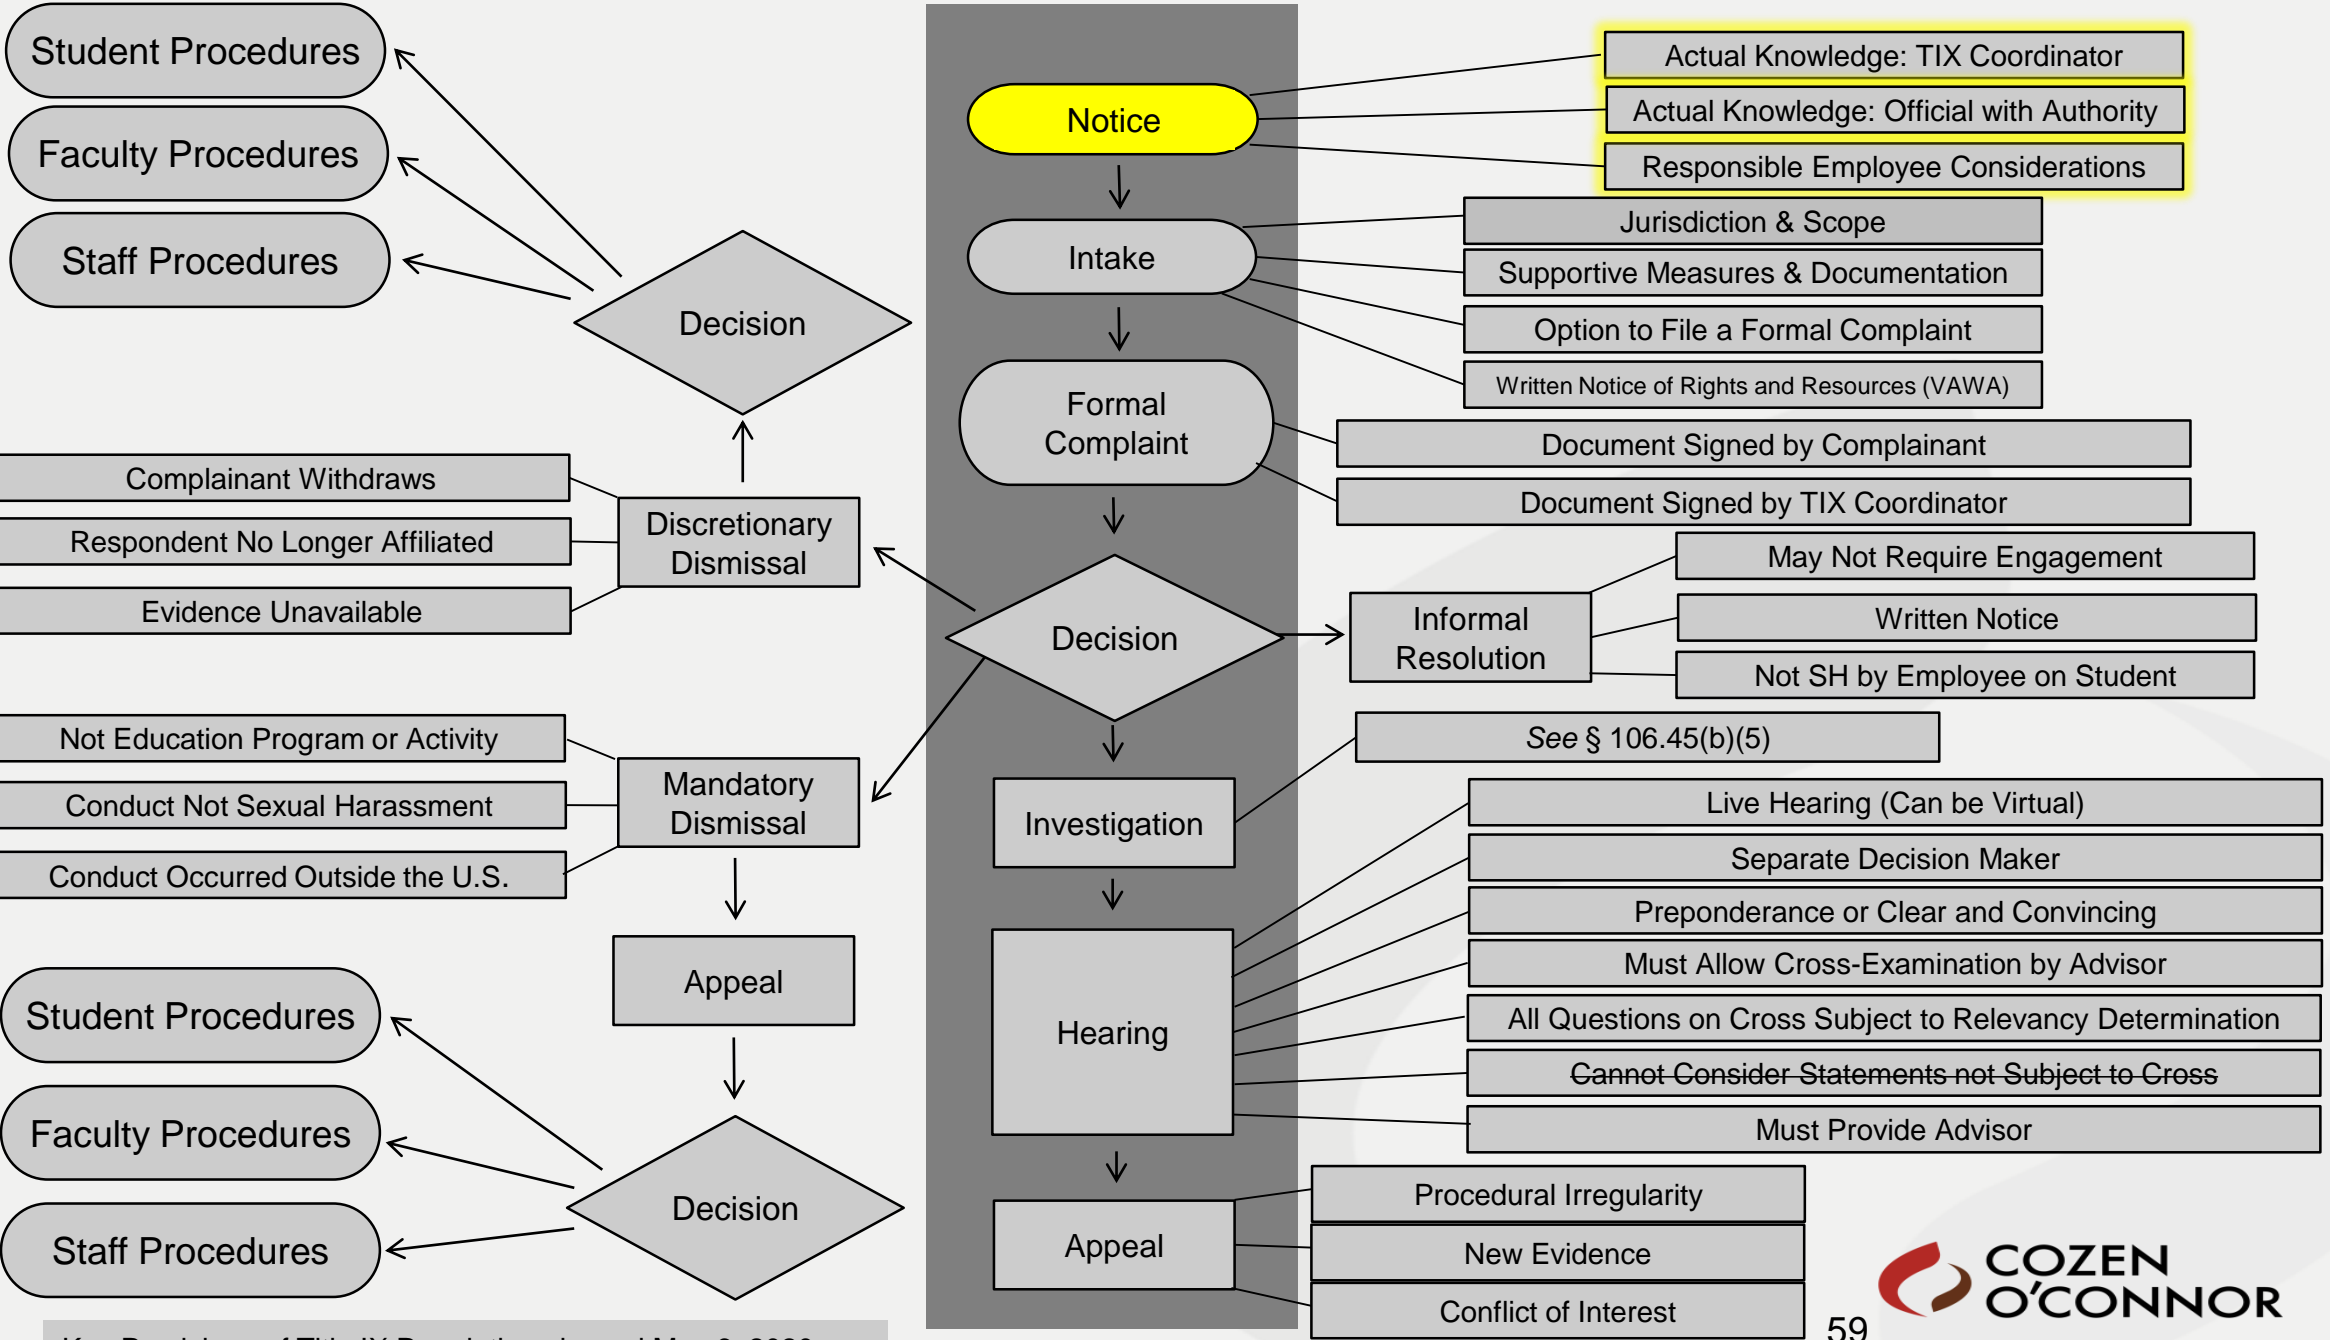 Student Procedures
Faculty Procedures
Staff Procedures
Decision
Complainant Withdraws
Respondent No Longer Affiliated
Evidence Unavailable
Discretionary
Dismissal
Not Education Program or Activity
Conduct Not Sexual Harassment
Conduct Occurred Outside the U.S.
Mandatory
Dismissal
Appeal
Student Procedures
Faculty Procedures
Staff Procedures
Decision
Notice
Actual Knowledge: TIX Coordinator
Actual Knowledge: Official with Authority
Responsible Employee Considerations
Intake
Jurisdiction & Scope
Supportive Measures & Documentation
Option to File a Formal Complaint
Written Notice of Rights and Resources (VAWA)
Formal
Complaint
Document Signed by Complainant
Document Signed by TIX Coordinator
Decision
Informal
Resolution
May Not Require Engagement
Written Notice
Not SH by Employee on Student
Investigation
See § 106.45(b)(5)
Hearing
Live Hearing (Can be Virtual)
Separate Decision Maker
Preponderance or Clear and Convincing
Must Allow Cross-Examination by Advisor
All Questions on Cross Subject to Relevancy Determination
Cannot Consider Statements not Subject to Cross
Must Provide Advisor
Appeal
Procedural Irregularity
New Evidence
Conflict of Interest
COZEN
O'CONNOR
59